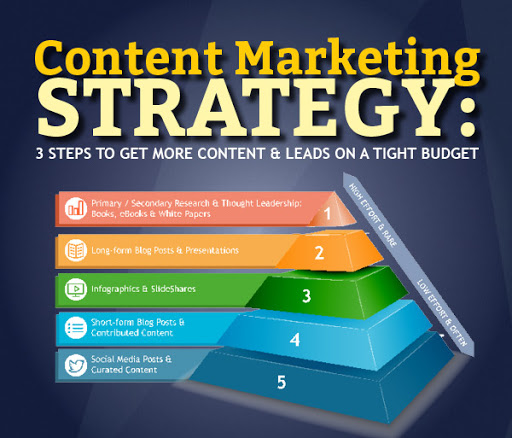 Content Marketing
STRATEGY:
3 STEPS TO GET MORE CONTENT & LEADS ON A TIGHT BUDGET
Primary / Secondary Research & Thought Leadership:
Books, eBooks & White Papers
1
HIGH EFFORT & RARE
Long-form Blog Posts & Presentations
2
Infographics & SlideShares
3
LOW EFFORT & OFTEN
Short-form Blog Posts &
Contributed Content
4
Social Media Posts &
Curated Content
5